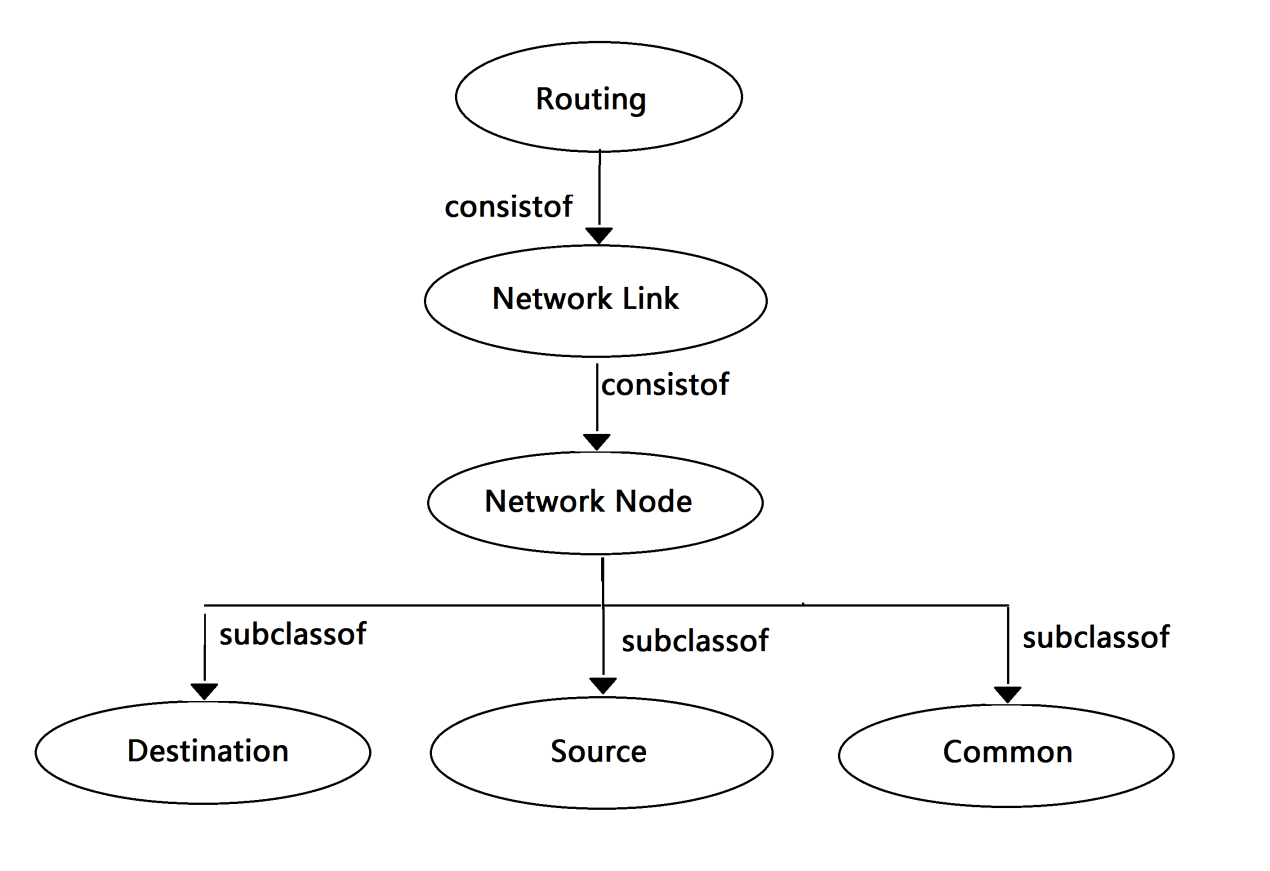 Routing
consistof
Network Link
consistof
Network Node
subclassof
subclassof
subclassof
Destination
Source
Common